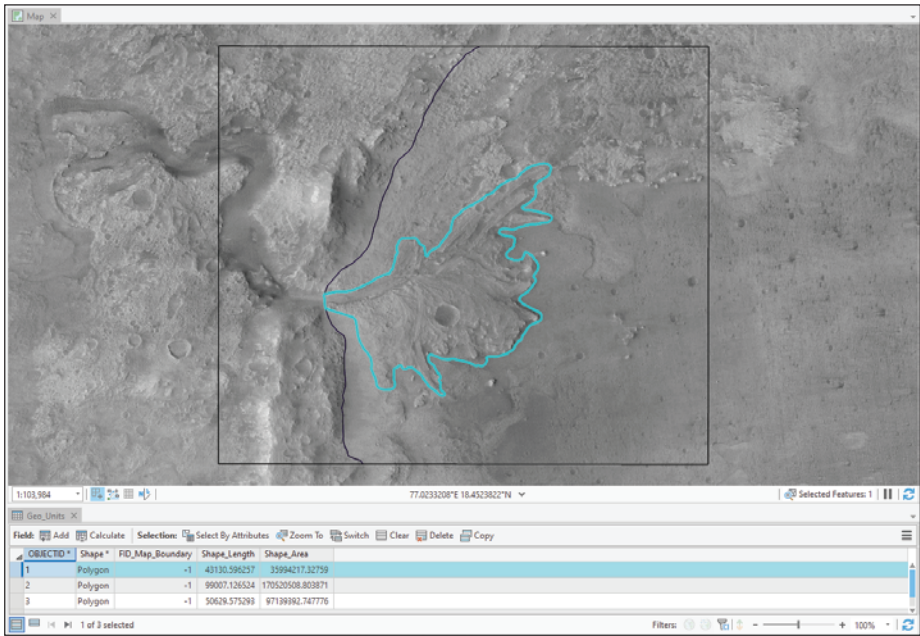 Map
1:103,984 77.0233208°E 18.4523822°N Selected Features: 1
Geo_Units
Field: Add Calculate Selection: Select By Attributes Zoom To Switch Clear Delete Copy
OBJECTID * Shape * FID_Map_Boundary Shape_Length Shape_Area
1 Polygon -1 43130.596257 35994217.32759
2 Polygon -1 99007.126524 170520508.803871
3 Polygon -1 50629.575293 97139392.747776
1 of 3 selected Filters: - + 100%